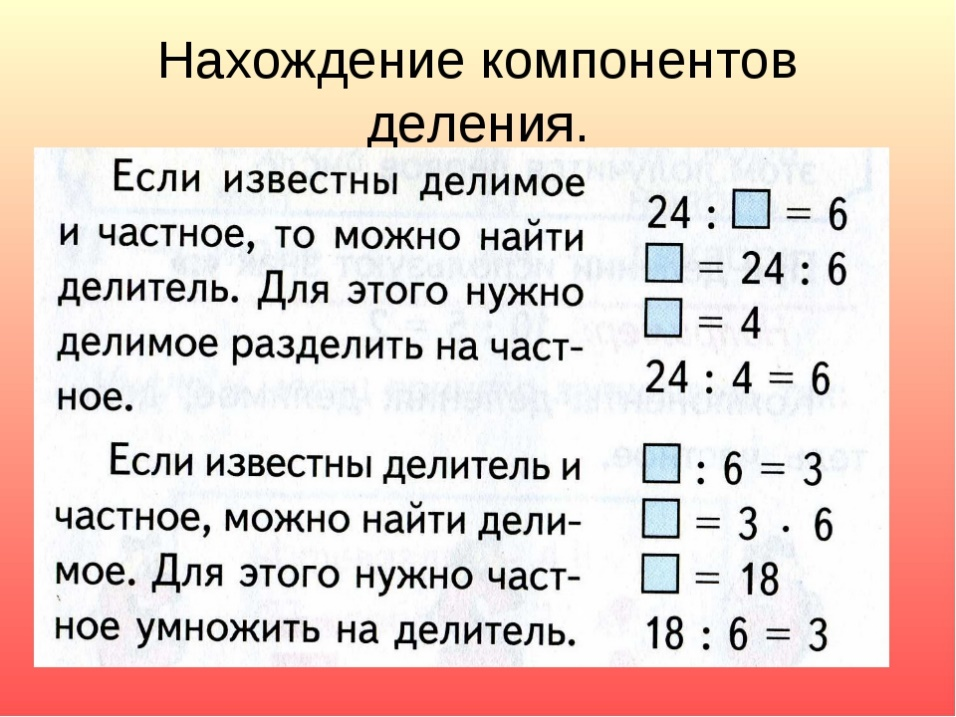 Нахождение компонентов
деления.
Если известны делимое
и частное, то можно найти
делитель. Для этого нужно
делимое разделить на част-
ное.
24 : □ = 6
□ = 24 : 6
□ = 4
24 : 4 = 6
Если известны делитель и
частное, можно найти дели-
мое. Для этого нужно част-
ное умножить на делитель.
□ : 6 = 3
□ = 3 · 6
□ = 18
18 : 6 = 3